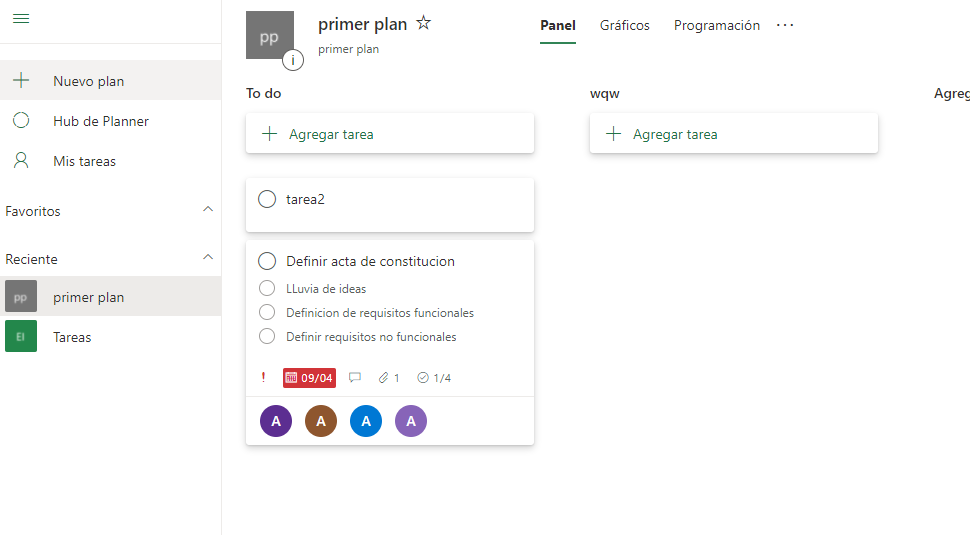 Nuevo plan
Hub de Planner
Mis tareas
Favoritos
Reciente
pp primer plan
EI Tareas
pp
i
primer plan
primer plan
Panel Gráficos Programación ...
To do
Agregar tarea
tarea2
Definir acta de constitucion
LLuvia de ideas
Definicion de requisitos funcionales
Definir requisitos no funcionales
! 09/04 1 1/4
A A A A
wqw
Agregar tarea
Agreg